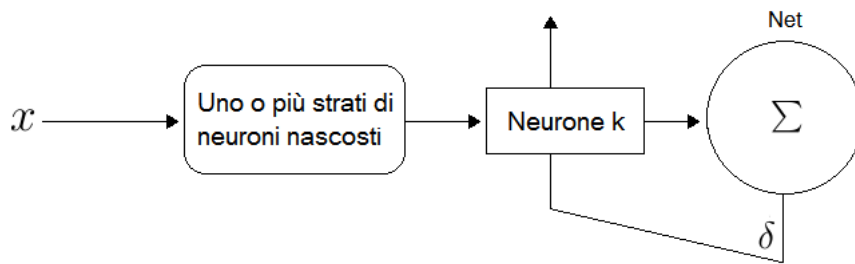 Net
x
Uno o più strati di
neuroni nascosti
Neurone k
Σ
δ